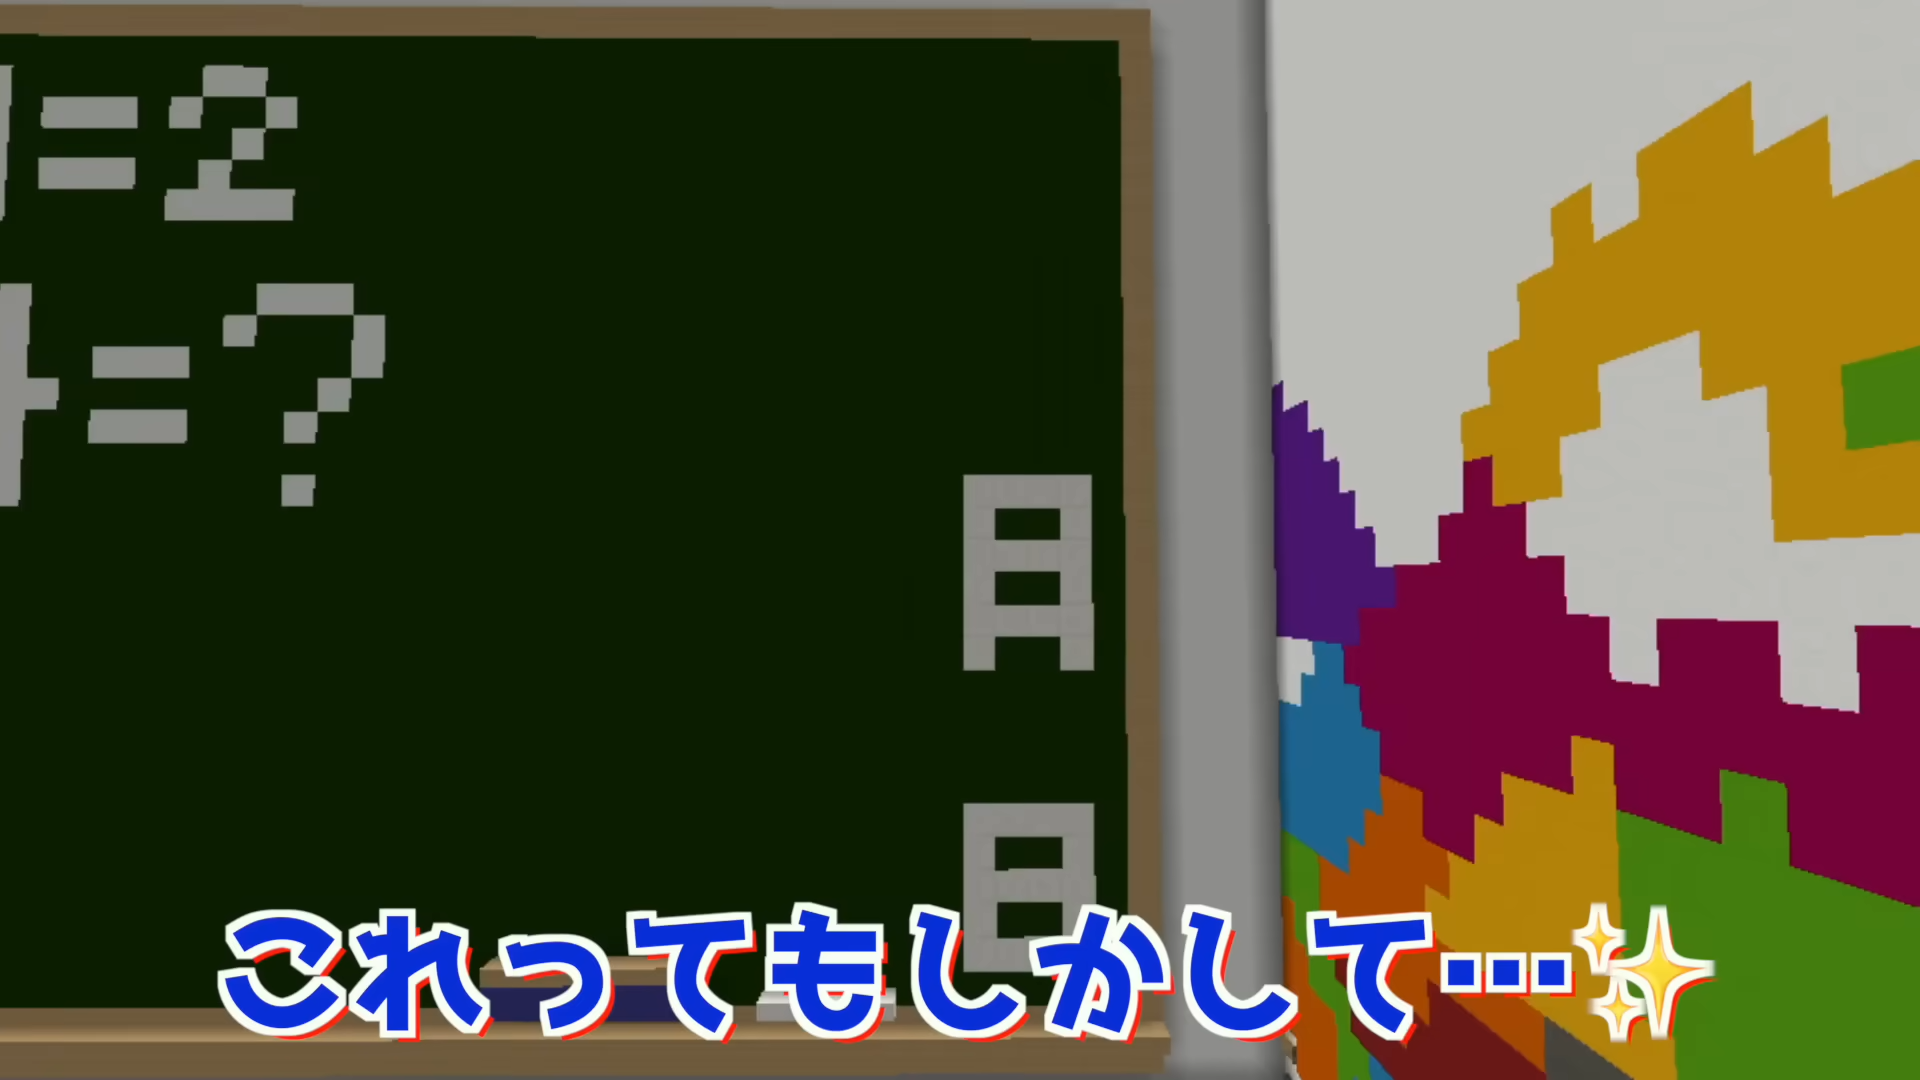 =2
=?
月
日
これってもしかして…✨